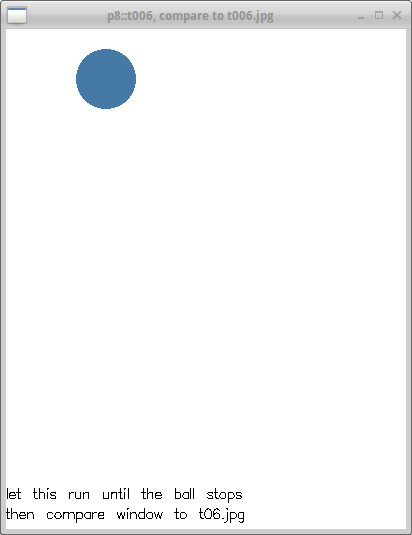 p8::t006, compare to t006.jpg
let this run until the ball stops
then compare window to t06.jpg